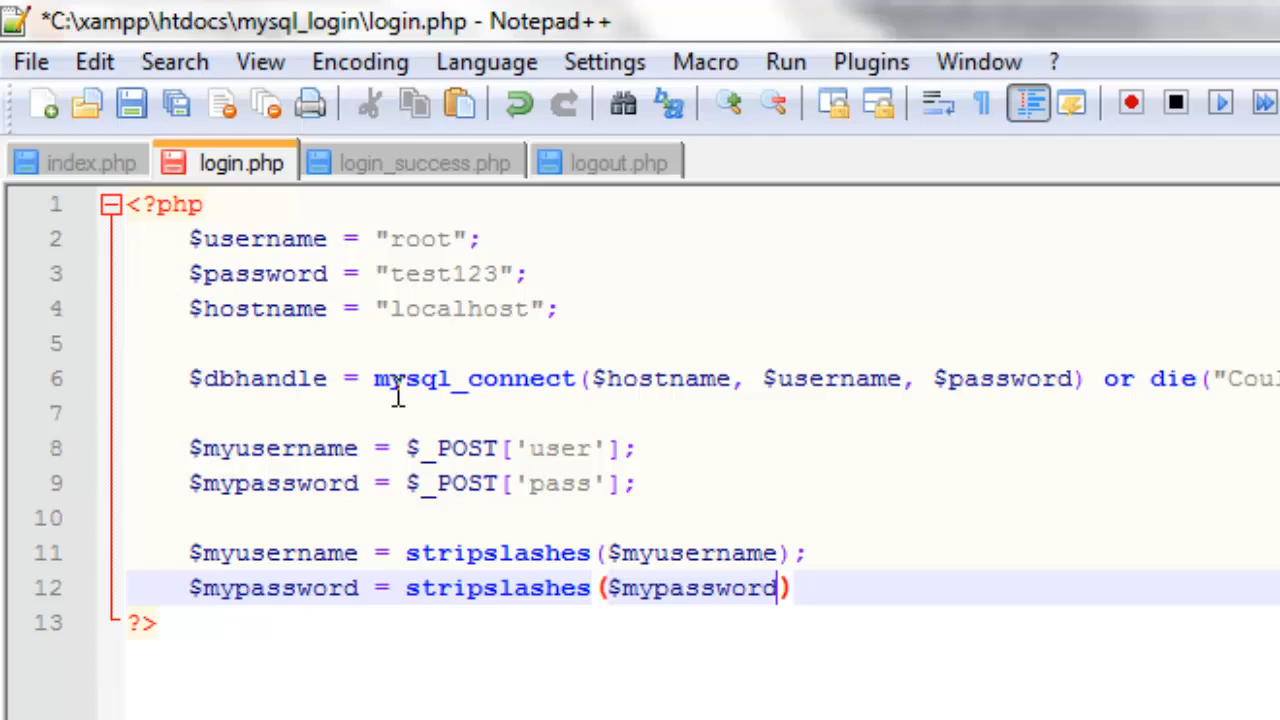 *C:\xampp\htdocs\mysql_login\login.php - Notepad++
File Edit Search View Encoding Language Settings Macro Run Plugins Window ?
index.php login.php login_success.php logout.php
1 <?php
2 $username = "root";
3 $password = "test123";
4 $hostname = "localhost";
5
6 $dbhandle = mysql_connect($hostname, $username, $password) or die("Coul
7
8 $myusername = $_POST['user'];
9 $mypassword = $_POST['pass'];
10
11 $myusername = stripslashes($myusername);
12 $mypassword = stripslashes($mypassword)
13 ?>